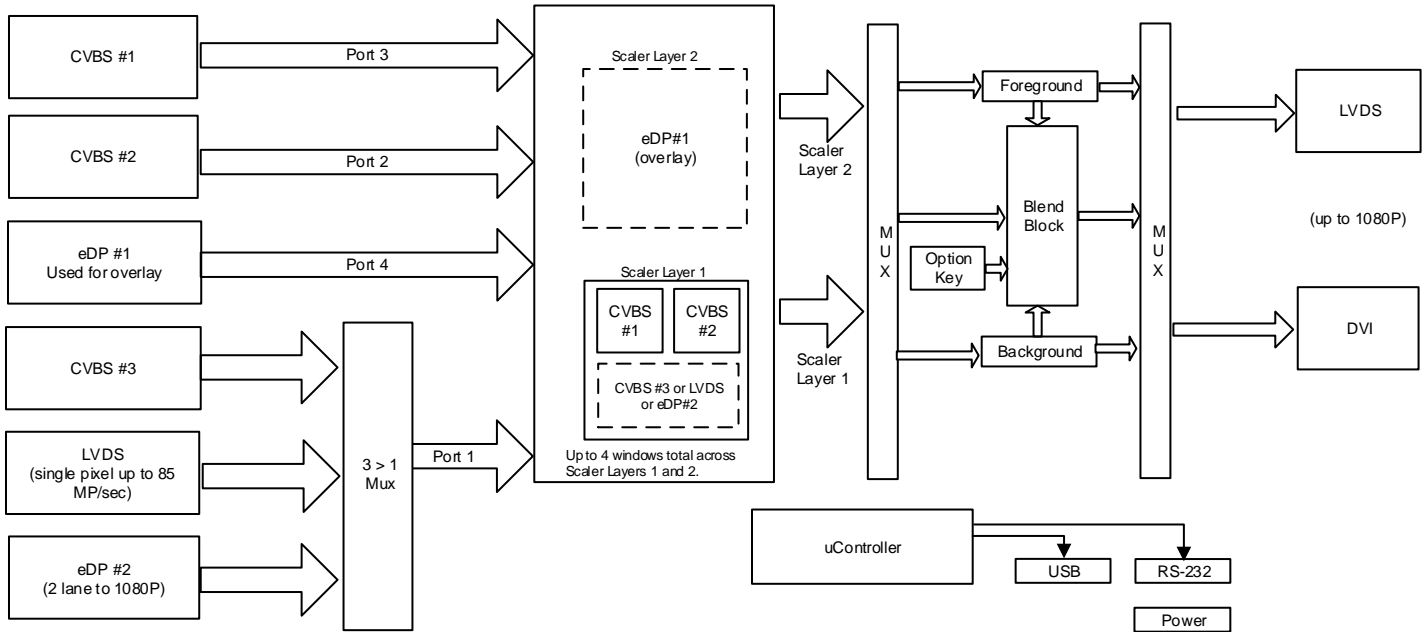 CVBS #1
Port 3
CVBS #2
Port 2
eDP #1
Used for overlay
Port 4
CVBS #3
LVDS
(single pixel up to 85
MP/sec)
eDP #2
(2 lane to 1080P)
3 > 1
Mux
Port 1
Scaler Layer 2
eDP#1
(overlay)
Scaler Layer 1
CVBS
#1
CVBS
#2
CVBS #3 or LVDS
or eDP#2
Up to 4 windows total across
Scaler Layers 1 and 2.
Scaler
Layer 2
Scaler
Layer 1
M
U
X
Foreground
Blend
Block
Option
Key
Background
M
U
X
LVDS
(up to 1080P)
DVI
uController
USB
RS-232
Power